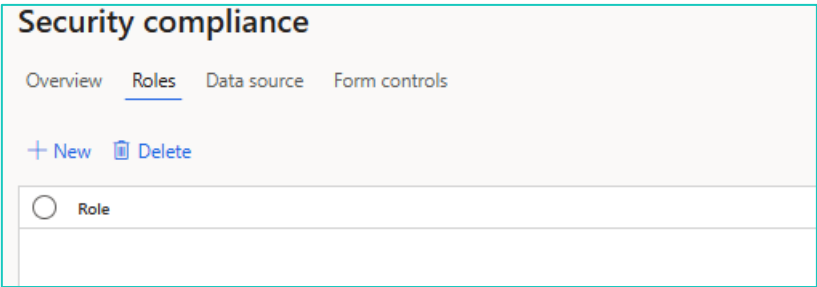 Security compliance
Overview Roles Data source Form controls
New Delete
Role